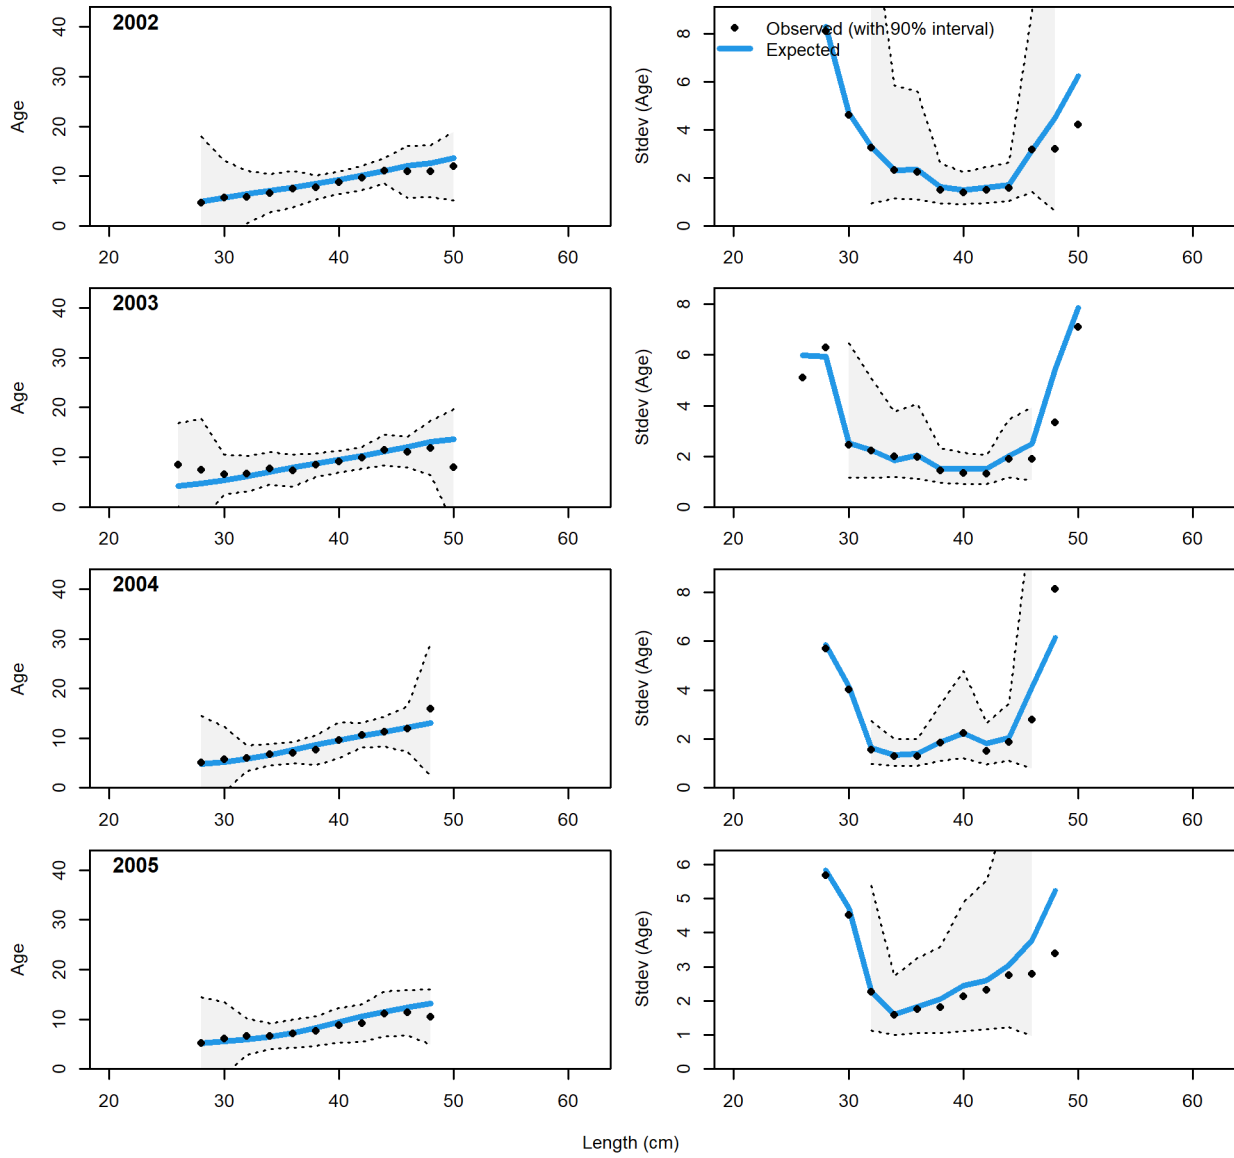 2002
Age
0 10 20 30 40
20 30 40 50 60
Observed (with 90% interval)
Expected
Stdev (Age)
0 2 4 6 8
20 30 40 50 60
2003
Age
0 10 20 30 40
20 30 40 50 60
Stdev (Age)
0 2 4 6 8
20 30 40 50 60
2004
Age
0 10 20 30 40
20 30 40 50 60
Stdev (Age)
0 2 4 6 8
20 30 40 50 60
2005
Age
0 10 20 30 40
20 30 40 50 60
Stdev (Age)
0 1 2 3 4 5 6
20 30 40 50 60
Length (cm)